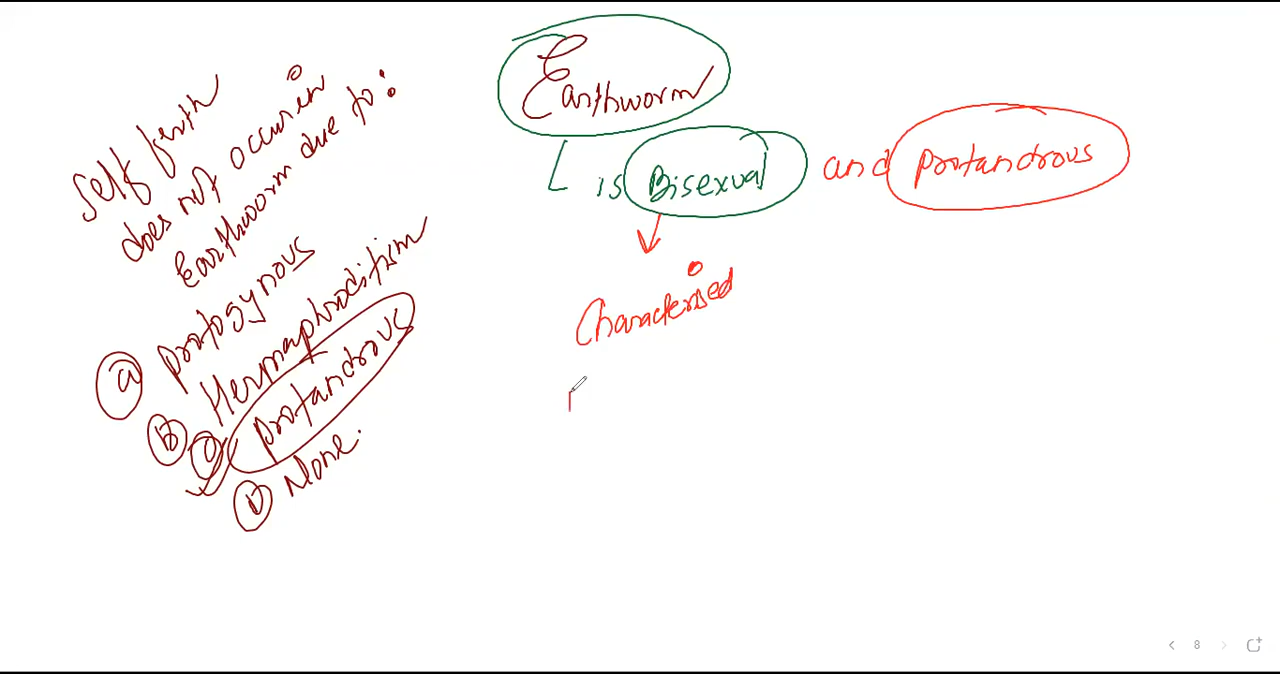 Earthworm
is Bisexual and Protandrous
Characterised
Self fertn
does not occur in
Earthworm due to:
a protogynous
b Hermaphroditism
c protandrous
D None.
8